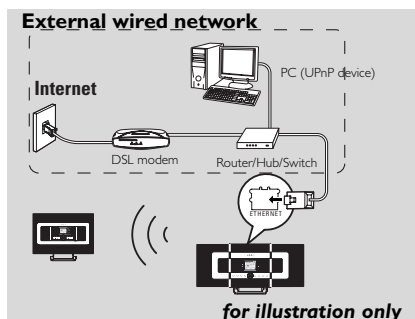 External wired network
PC (UPnP device)
Internet
DSL modem
Router/Hub/Switch
ETHERNET
for illustration only